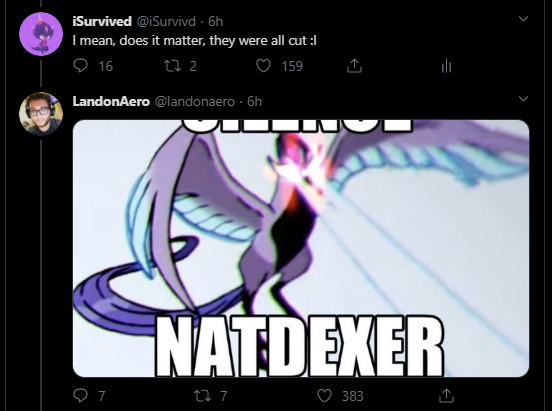 iSurvived @iSurvivd · 6h
I mean, does it matter, they were all cut :l
16 2 159
LandonAero @landonaero · 6h
SILENCE
NATDEXER
7 7 383